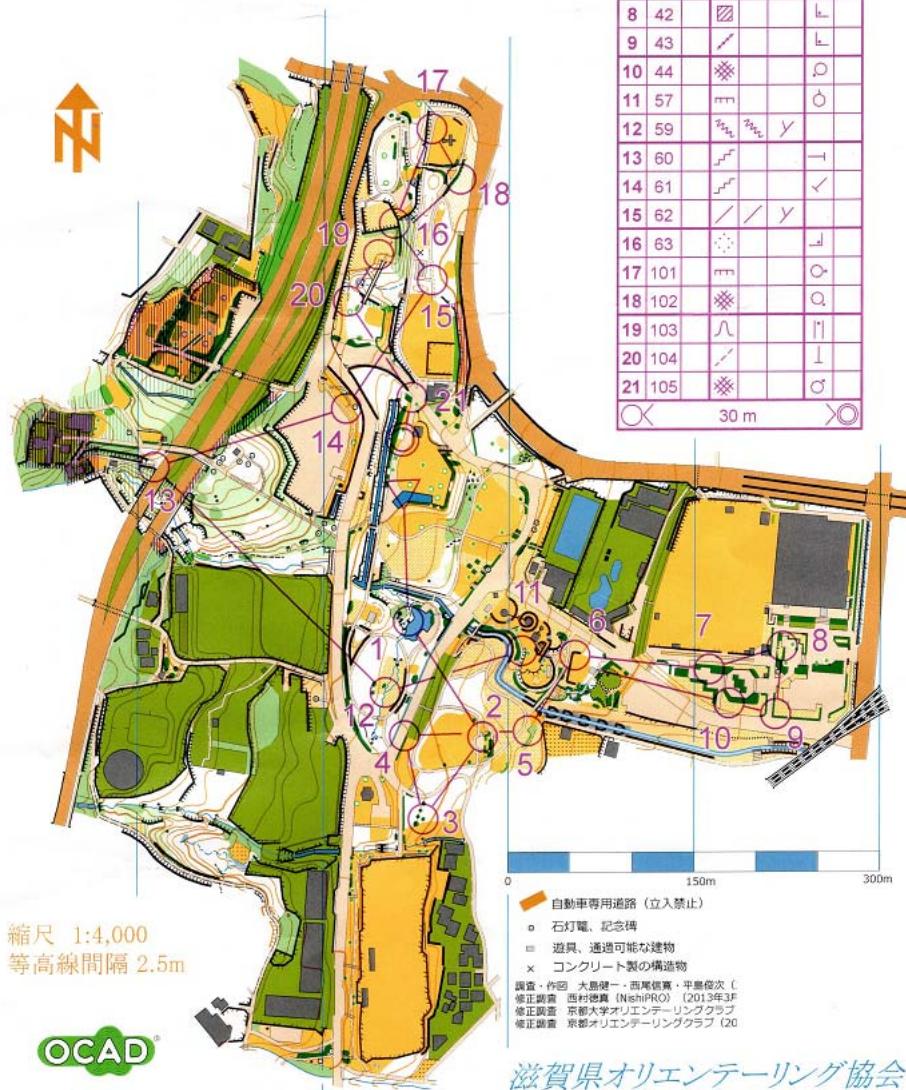 8 42
9 43
10 44
11 57
12 59
13 60
14 61
15 62
16 63
17 101
18 102
19 103
20 104
21 105
30 m
N
17
18
19
16
20
15
21
14
13
11
6
7
8
1
12
2
10
9
4
5
3
0 150m 300m
自動車専用道路（立入禁止）
石灯篭、記念碑
遊具、通過可能な建物
コンクリート製の構造物
縮尺 1:4,000
等高線間隔 2.5m
調査・作図 大島健一・西尾信寛・平島俊次
修正調査 西村徳真（NishiPRO）（2013年3月
修正調査 京都大学オリエンテーリングクラブ
修正調査 京都オリエンテーリングクラブ（20
OCAD®
滋賀県オリエンテーリング協会